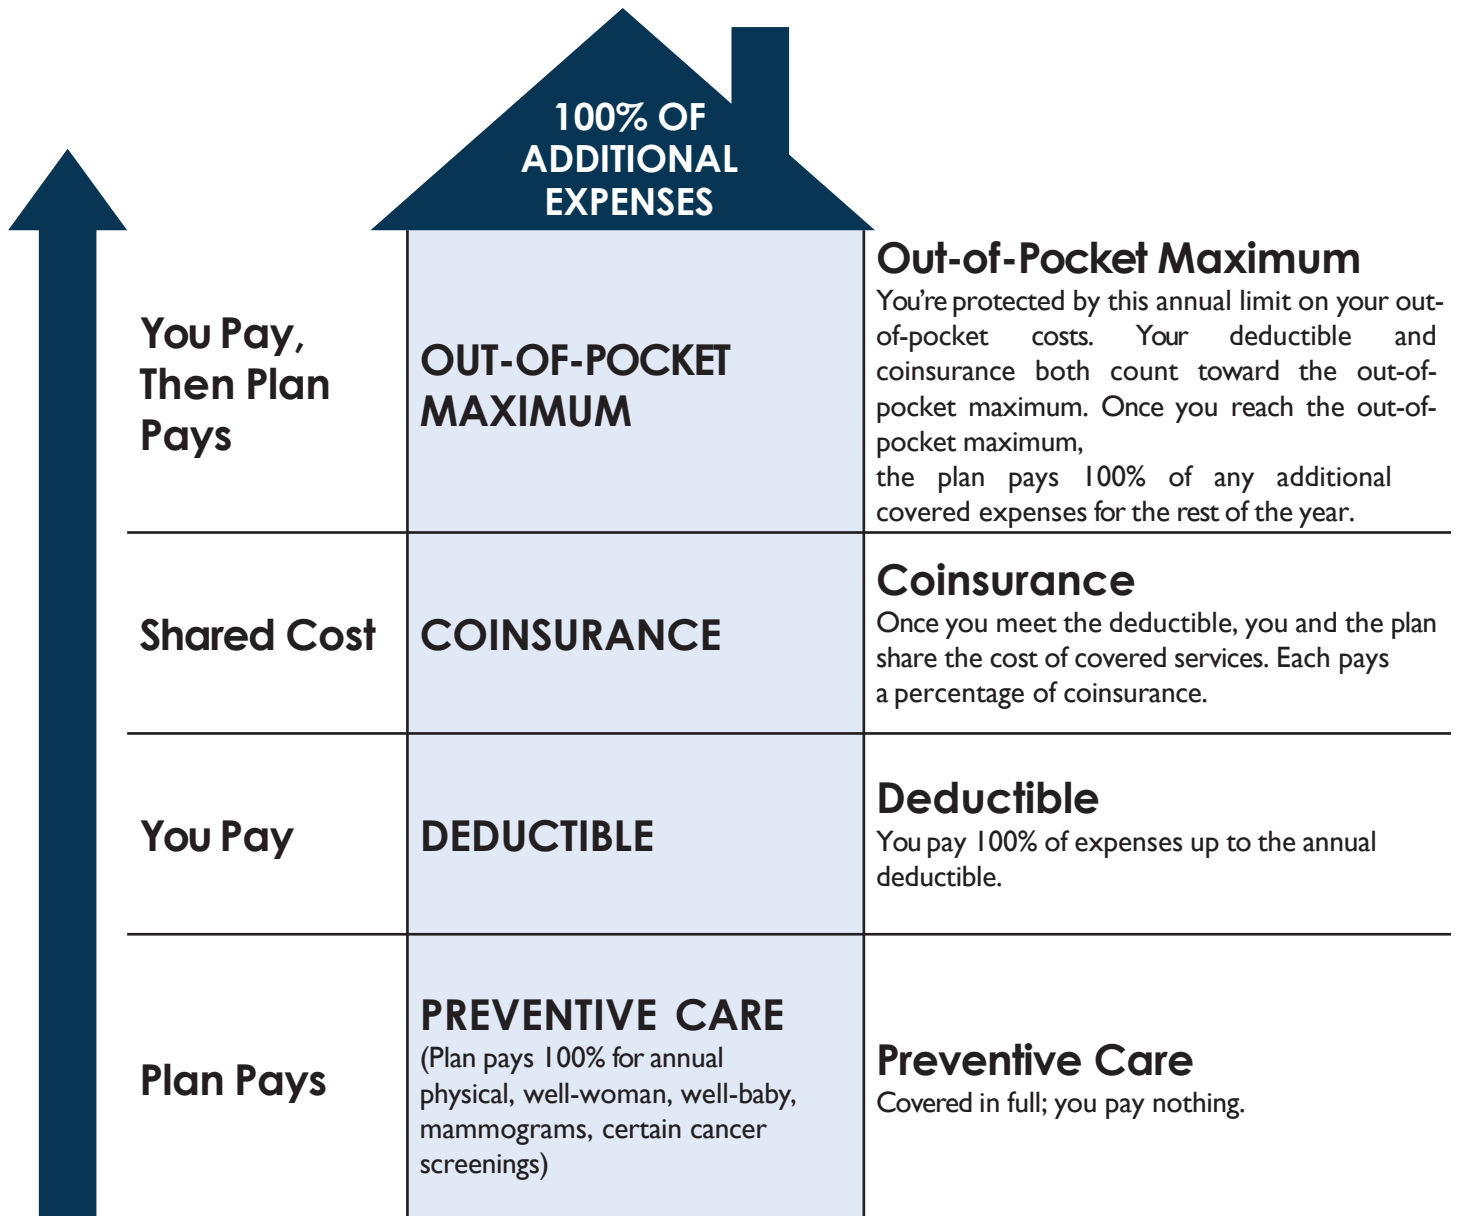 100% OF
ADDITIONAL
EXPENSES
You Pay,
Then Plan
Pays
OUT-OF-POCKET
MAXIMUM
Out-of-Pocket Maximum
You're protected by this annual limit on your out-
of-pocket costs. Your deductible and
coinsurance both count toward the out-of-
pocket maximum. Once you reach the out-of-
pocket maximum,
the plan pays 100% of any additional
covered expenses for the rest of the year.
Shared Cost
COINSURANCE
Coinsurance
Once you meet the deductible, you and the plan
share the cost of covered services. Each pays
a percentage of coinsurance.
You Pay
DEDUCTIBLE
Deductible
You pay 100% of expenses up to the annual
deductible.
Plan Pays
PREVENTIVE CARE
(Plan pays 100% for annual
physical, well-woman, well-baby,
mammograms, certain cancer
screenings)
Preventive Care
Covered in full; you pay nothing.